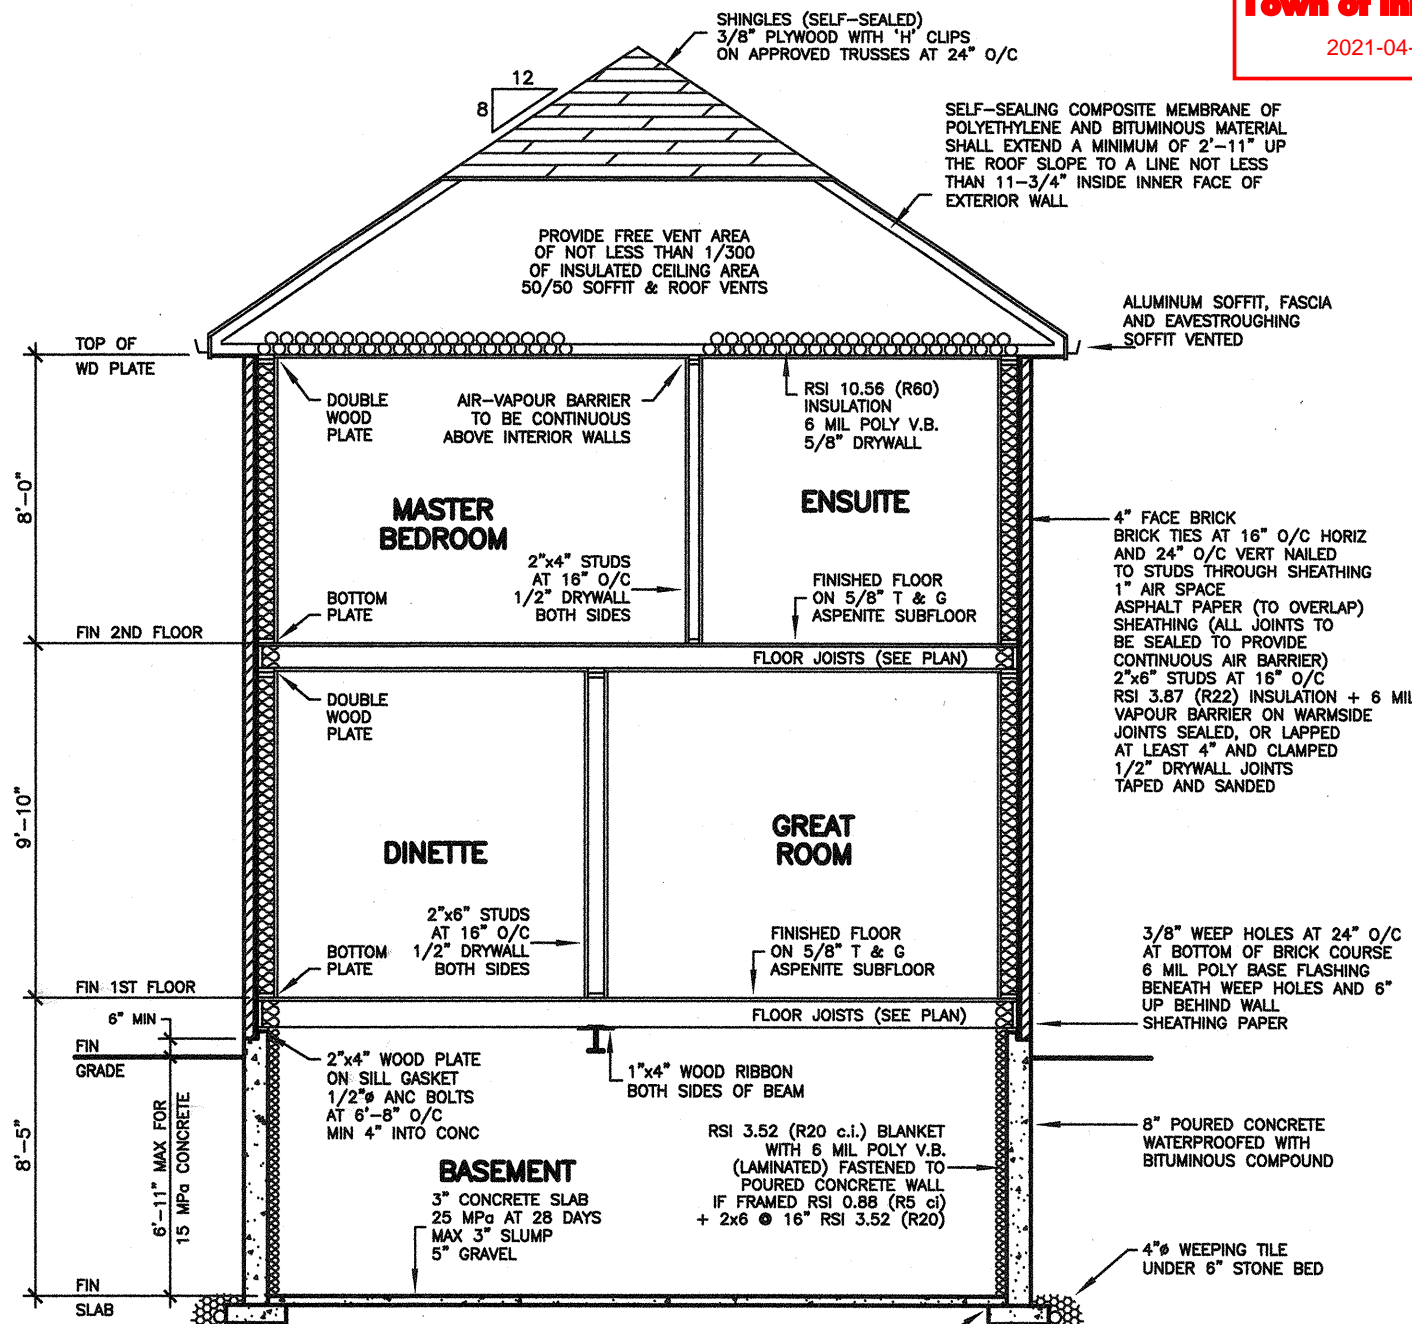 SHINGLES (SELF-SEALED)
3/8" PLYWOOD WITH 'H' CLIPS
ON APPROVED TRUSSES AT 24" O/C
Town of
2021-04-
12
8
SELF-SEALING COMPOSITE MEMBRANE OF
POLYETHYLENE AND BITUMINOUS MATERIAL
SHALL EXTEND A MINIMUM OF 2'-11" UP
THE ROOF SLOPE TO A LINE NOT LESS
THAN 11-3/4" INSIDE INNER FACE OF
EXTERIOR WALL
PROVIDE FREE VENT AREA
OF NOT LESS THAN 1/300
OF INSULATED CEILING AREA
50/50 SOFFIT & ROOF VENTS
ALUMINUM SOFFIT, FASCIA
AND EAVESTROUGHING
SOFFIT VENTED
TOP OF
WD PLATE
DOUBLE
WOOD
PLATE
AIR-VAPOUR BARRIER
TO BE CONTINUOUS
ABOVE INTERIOR WALLS
RSI 10.56 (R60)
INSULATION
6 MIL POLY V.B.
5/8" DRYWALL
8'-0"
MASTER
BEDROOM
ENSUITE
2"x4" STUDS
AT 16" O/C
1/2" DRYWALL
BOTH SIDES
BOTTOM
PLATE
FINISHED FLOOR
ON 5/8" T & G
ASPENITE SUBFLOOR
4" FACE BRICK
BRICK TIES AT 16" O/C HORIZ
AND 24" O/C VERT NAILED
TO STUDS THROUGH SHEATHING
1" AIR SPACE
ASPHALT PAPER (TO OVERLAP)
SHEATHING (ALL JOINTS TO
BE SEALED TO PROVIDE
CONTINUOUS AIR BARRIER)
2"x6" STUDS AT 16" O/C
RSI 3.87 (R22) INSULATION + 6 MIL
VAPOUR BARRIER ON WARMSIDE
JOINTS SEALED, OR LAPPED
AT LEAST 4" AND CLAMPED
1/2" DRYWALL JOINTS
TAPED AND SANDED
FIN 2ND FLOOR
FLOOR JOISTS (SEE PLAN)
DOUBLE
WOOD
PLATE
9'-10"
DINETTE
GREAT
ROOM
2"x6" STUDS
AT 16" O/C
1/2" DRYWALL
BOTH SIDES
BOTTOM
PLATE
FINISHED FLOOR
ON 5/8" T & G
ASPENITE SUBFLOOR
3/8" WEEP HOLES AT 24" O/C
AT BOTTOM OF BRICK COURSE
6 MIL POLY BASE FLASHING
BENEATH WEEP HOLES AND 6"
UP BEHIND WALL
SHEATHING PAPER
FIN 1ST FLOOR
FLOOR JOISTS (SEE PLAN)
6" MIN
FIN
GRADE
2"x4" WOOD PLATE
ON SILL GASKET
1/2"ø ANC BOLTS
AT 6'-8" O/C
MIN 4" INTO CONC
1"x4" WOOD RIBBON
BOTH SIDES OF BEAM
8'-5"
6'-11" MAX FOR
15 MPa CONCRETE
RSI 3.52 (R20 c.i.) BLANKET
WITH 6 MIL POLY V.B.
(LAMINATED) FASTENED TO
POURED CONCRETE WALL
IF FRAMED RSI 0.88 (R5 ci)
+ 2x6 @ 16" RSI 3.52 (R20)
8" POURED CONCRETE
WATERPROOFED WITH
BITUMINOUS COMPOUND
BASEMENT
3" CONCRETE SLAB
25 MPa AT 28 DAYS
MAX 3" SLUMP
5" GRAVEL
4"ø WEEPING TILE
UNDER 6" STONE BED
FIN
SLAB